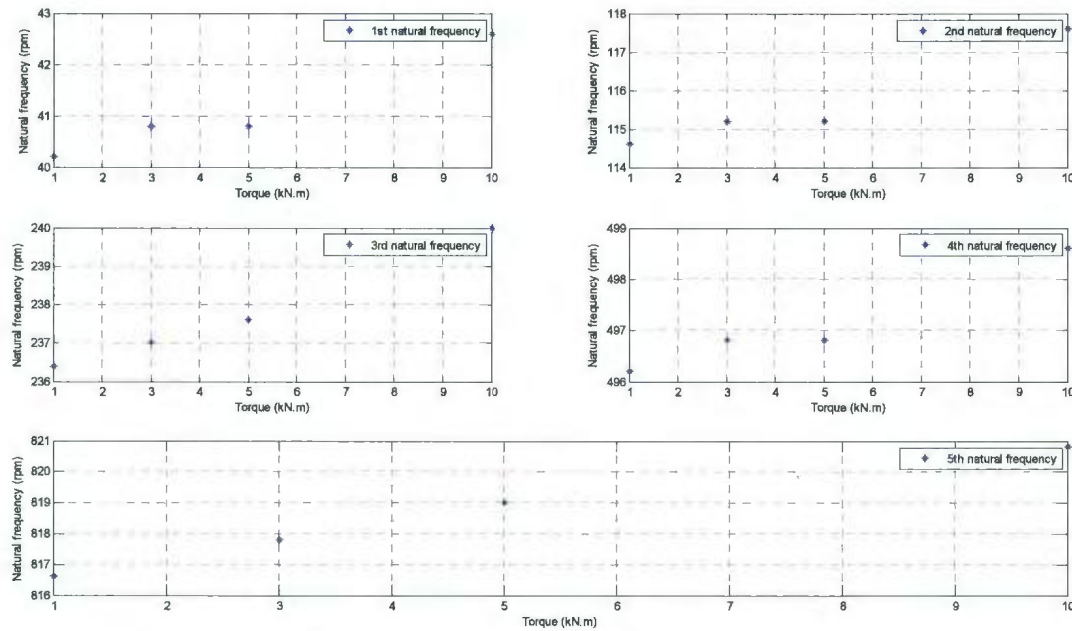 43
42
41
40
Natural frequency (rpm)
1st natural frequency
1 2 3 4 5 6 7 8 9 10
Torque (kN.m)
118
117
116
115
114
Natural frequency (rpm)
2nd natural frequency
1 2 3 4 5 6 7 8 9 10
Torque (kN.m)
240
239
238
237
236
Natural frequency (rpm)
3rd natural frequency
1 2 3 4 5 6 7 8 9 10
Torque (kN.m)
499
498
497
496
Natural frequency (rpm)
4th natural frequency
1 2 3 4 5 6 7 8 9 10
Torque (kN.m)
821
820
819
818
817
816
Natural frequency (rpm)
5th natural frequency
1 2 3 4 5 6 7 8 9 10
Torque (kN.m)